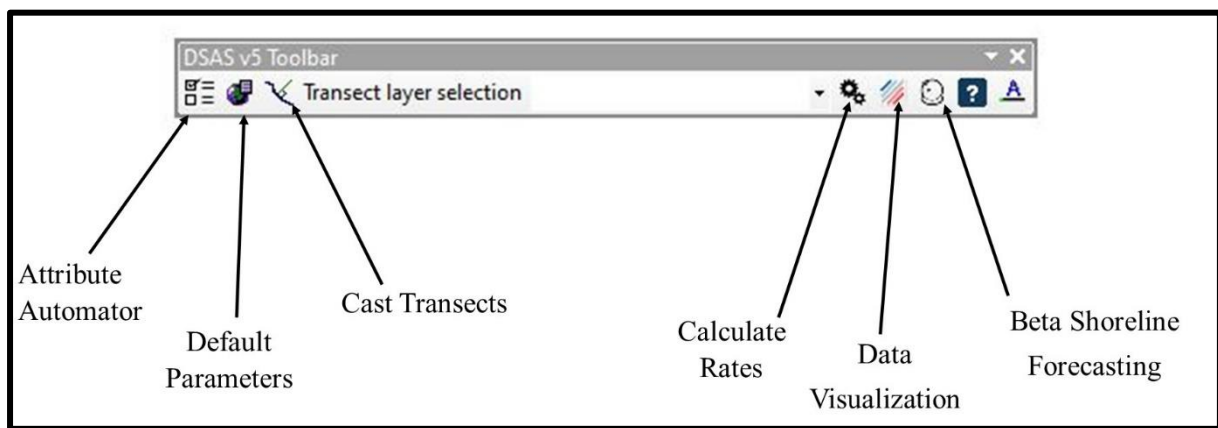 DSAS v5 Toolbar
Transect layer selection
?
A
Attribute
Automator
Default
Parameters
Cast Transects
Calculate
Rates
Data
Visualization
Beta Shoreline
Forecasting